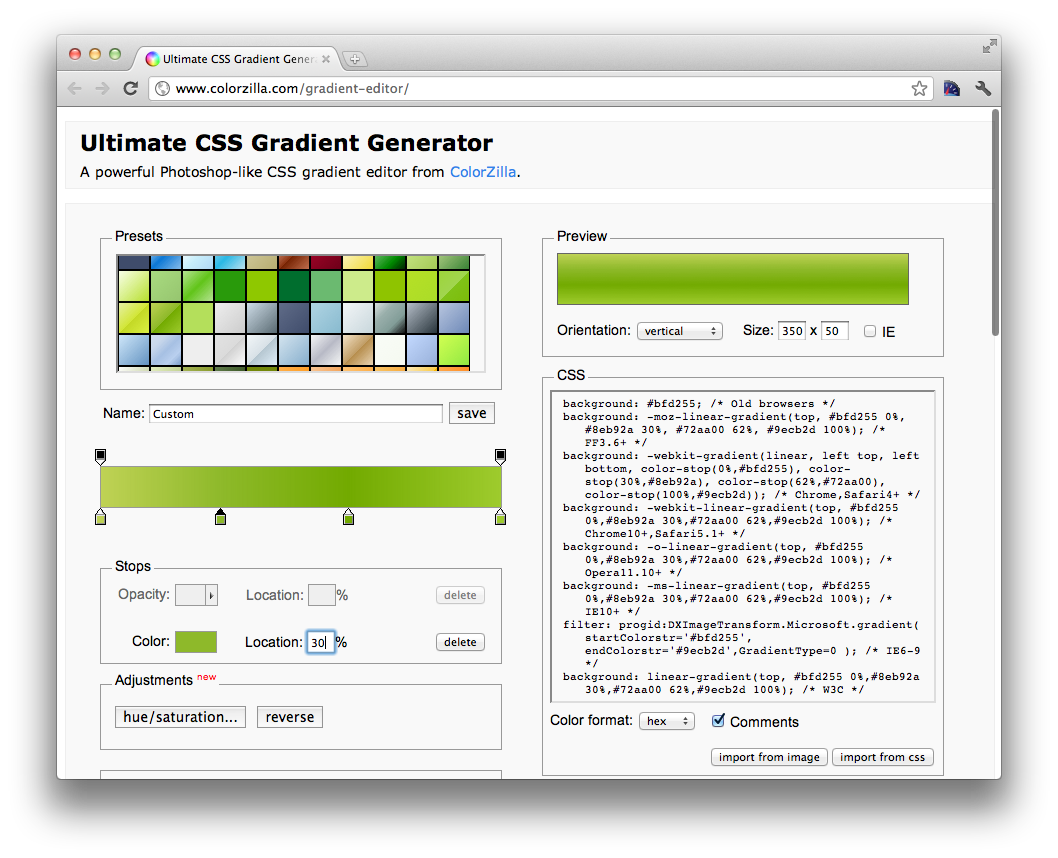 Ultimate CSS Gradient Gener
www.colorzilla.com/gradient-editor/
Ultimate CSS Gradient Generator
A powerful Photoshop-like CSS gradient editor from ColorZilla.
Presets
Name: Custom save
Stops
Opacity: Location: % delete
Color: Location: 30 % delete
Adjustments new
hue/saturation... reverse
Preview
Orientation: vertical Size: 350 x 50 IE
CSS
background: #bfd255; /* Old browsers */
background: -moz-linear-gradient(top, #bfd255 0%,
#8eb92a 30%, #72aa00 62%, #9ecb2d 100%); /*
FF3.6+ */
background: -webkit-gradient(linear, left top, left
bottom, color-stop(0%,#bfd255), color-
stop(30%,#8eb92a), color-stop(62%,#72aa00),
color-stop(100%,#9ecb2d)); /* Chrome,Safari4+ */
background: -webkit-linear-gradient(top, #bfd255
0%,#8eb92a 30%,#72aa00 62%,#9ecb2d 100%); /*
Chrome10+,Safari5.1+ */
background: -o-linear-gradient(top, #bfd255
0%,#8eb92a 30%,#72aa00 62%,#9ecb2d 100%); /*
Opera11.10+ */
background: -ms-linear-gradient(top, #bfd255
0%,#8eb92a 30%,#72aa00 62%,#9ecb2d 100%); /*
IE10+ */
filter: progid:DXImageTransform.Microsoft.gradient(
startColorstr='#bfd255',
endColorstr='#9ecb2d',GradientType=0 ); /* IE6-9
*/
background: linear-gradient(top, #bfd255 0%,#8eb92a
30%,#72aa00 62%,#9ecb2d 100%); /* W3C */
Color format: hex Comments
import from image import from css